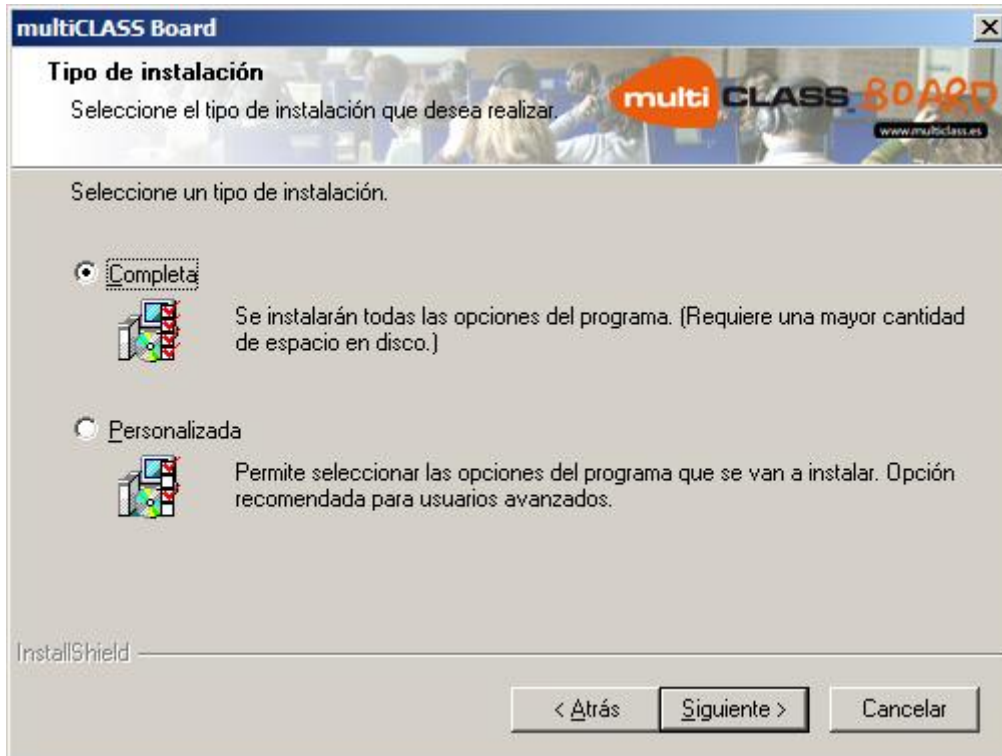 multiCLASS Board
Tipo de instalación
Seleccione el tipo de instalación que desea realizar.
multi CLASS BOARD
www.multiclass.es
Seleccione un tipo de instalación.
Completa
Se instalarán todas las opciones del programa. (Requiere una mayor cantidad
de espacio en disco.)
Personalizada
Permite seleccionar las opciones del programa que se van a instalar. Opción
recomendada para usuarios avanzados.
InstallShield
< Atrás
Siguiente >
Cancelar